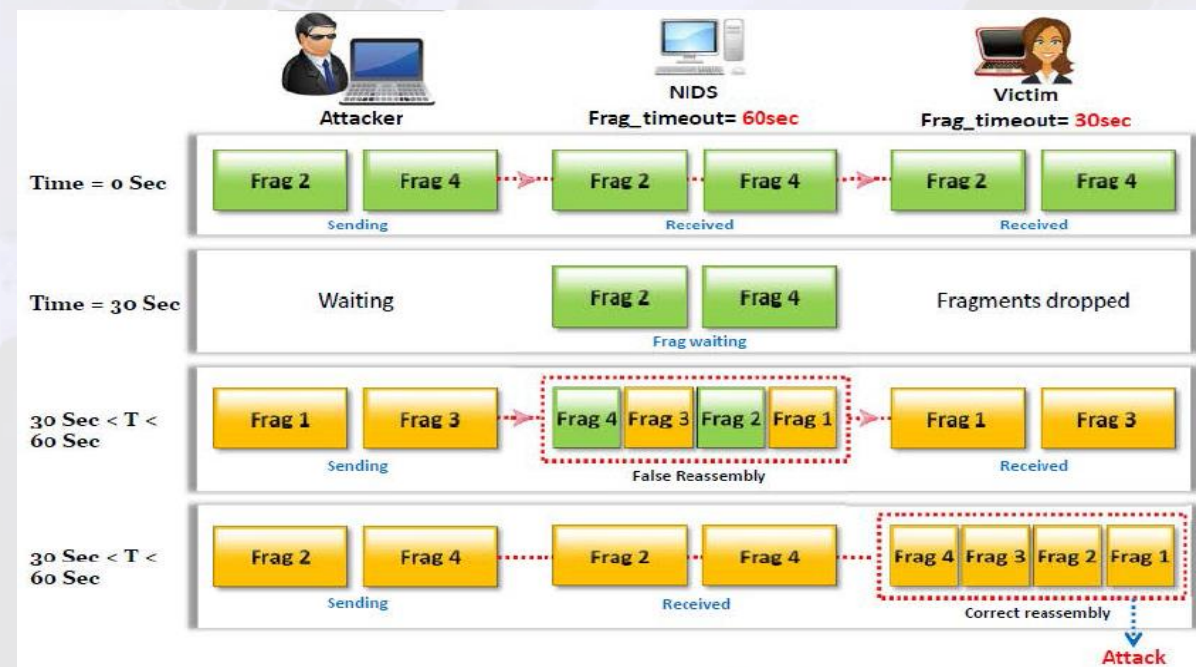 Attacker
NIDS
Frag_timeout= 60sec
Victim
Frag_timeout= 30sec
Time = 0 Sec
Frag 2
Frag 4
Sending
Frag 2
Frag 4
Received
Frag 2
Frag 4
Received
Time = 30 Sec
Waiting
Frag 2
Frag 4
Frag waiting
Fragments dropped
30 Sec < T <
60 Sec
Frag 1
Frag 3
Sending
Frag 4
Frag 3
Frag 2
Frag 1
False Reassembly
Frag 1
Frag 3
Received
30 Sec < T <
60 Sec
Frag 2
Frag 4
Sending
Frag 2
Frag 4
Received
Frag 4
Frag 3
Frag 2
Frag 1
Correct reassembly
Attack